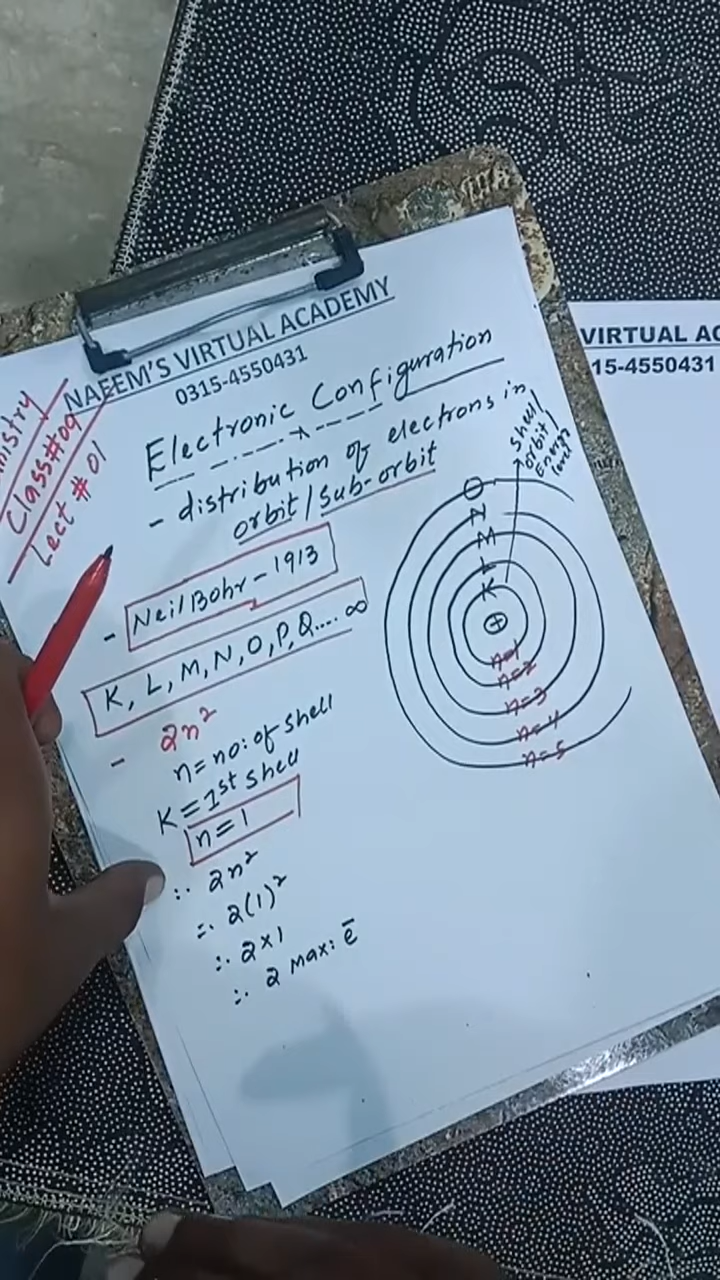 NAEEM'S VIRTUAL ACADEMY
0315-4550431
Class#09
Lect # 01
Electronic Configuration
- distribution of electrons in
orbit/Sub-orbit
- Neil Bohr - 1913
K, L, M, N, O, P, Q.... ∞
- 2n²
n = no: of shell
K = 1st shell
n = 1
∴ 2n²
∴ 2(1)²
∴ 2×1
∴ 2 max: ē
shell/
orbit/
Energy
level
O
N
M
L
K
+
n=1
n=2
n=3
n=4
n=5
VIRTUAL AC
15-4550431